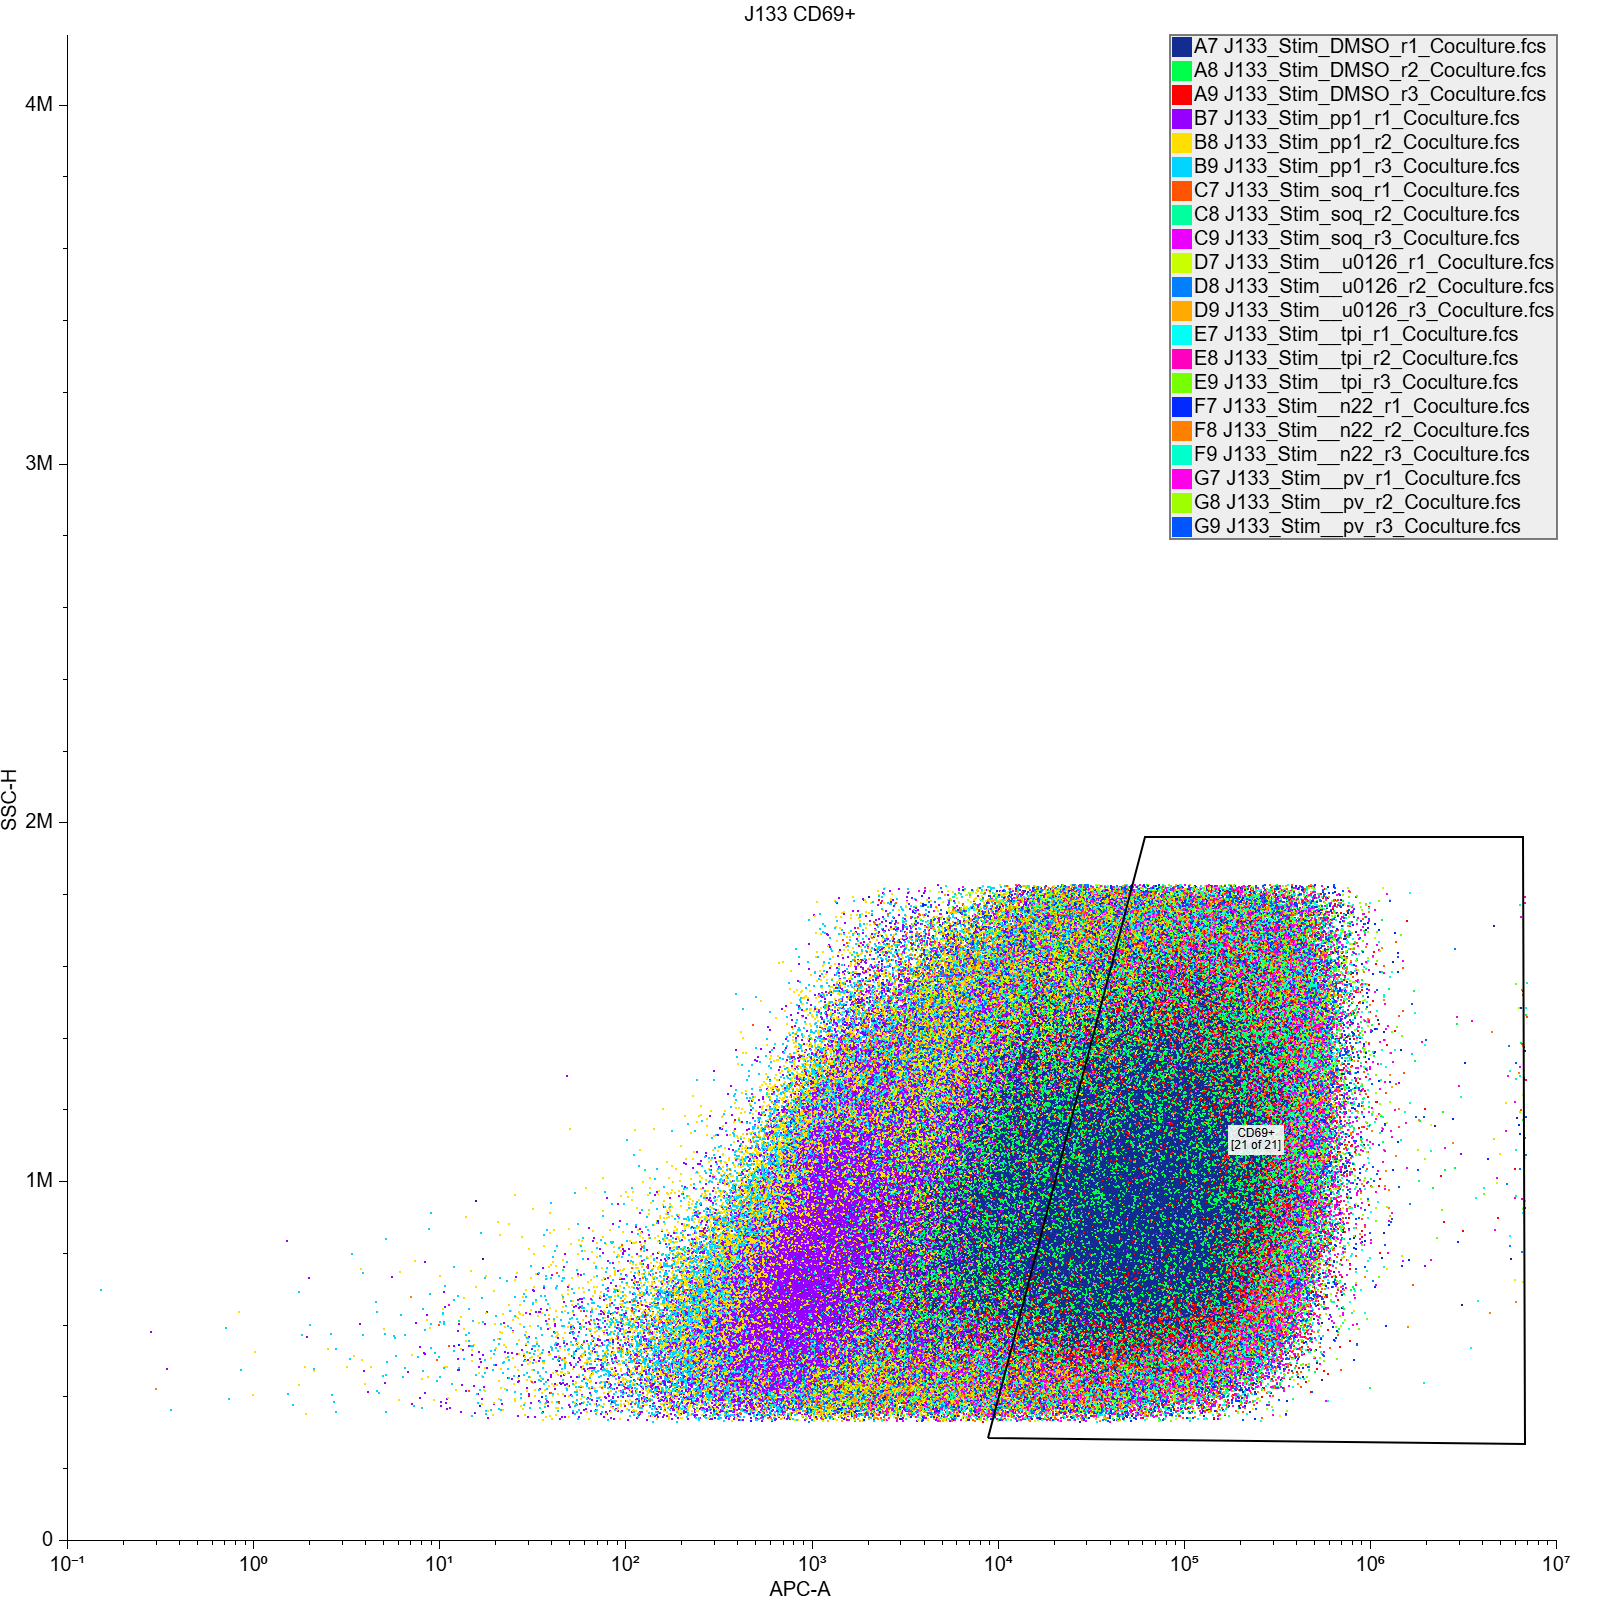 J133 CD69+
A7 J133_Stim_DMSO_r1_Coculture.fcs
A8 J133_Stim_DMSO_r2_Coculture.fcs
A9 J133_Stim_DMSO_r3_Coculture.fcs
B7 J133_Stim_pp1_r1_Coculture.fcs
B8 J133_Stim_pp1_r2_Coculture.fcs
B9 J133_Stim_pp1_r3_Coculture.fcs
C7 J133_Stim_soq_r1_Coculture.fcs
C8 J133_Stim_soq_r2_Coculture.fcs
C9 J133_Stim_soq_r3_Coculture.fcs
D7 J133_Stim__u0126_r1_Coculture.fcs
D8 J133_Stim__u0126_r2_Coculture.fcs
D9 J133_Stim__u0126_r3_Coculture.fcs
E7 J133_Stim__tpi_r1_Coculture.fcs
E8 J133_Stim__tpi_r2_Coculture.fcs
E9 J133_Stim__tpi_r3_Coculture.fcs
F7 J133_Stim__n22_r1_Coculture.fcs
F8 J133_Stim__n22_r2_Coculture.fcs
F9 J133_Stim__n22_r3_Coculture.fcs
G7 J133_Stim__pv_r1_Coculture.fcs
G8 J133_Stim__pv_r2_Coculture.fcs
G9 J133_Stim__pv_r3_Coculture.fcs
4M
3M
2M
1M
0
SSC-H
CD69+
[21 of 21]
10⁻¹ 10⁰ 10¹ 10² 10³ 10⁴ 10⁵ 10⁶ 10⁷
APC-A